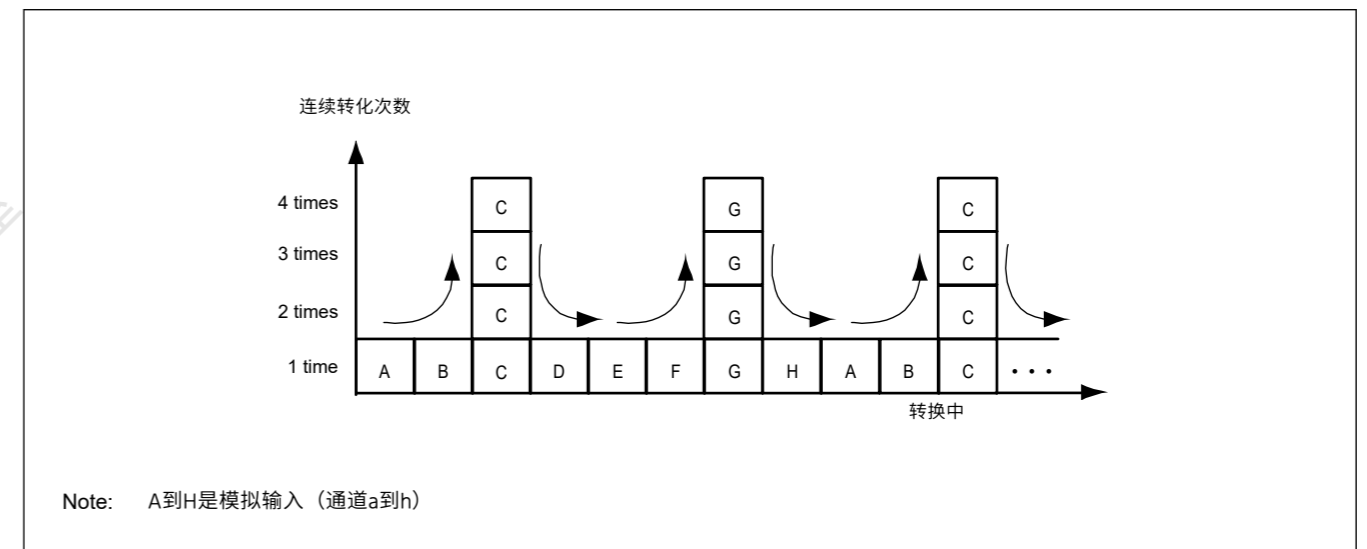 连续转化次数
4 times C G C
3 times C G C
2 times C G C
1 time A B C D E F G H A B C ···
转换中
Note: A到H是模拟输入（通道a到h）